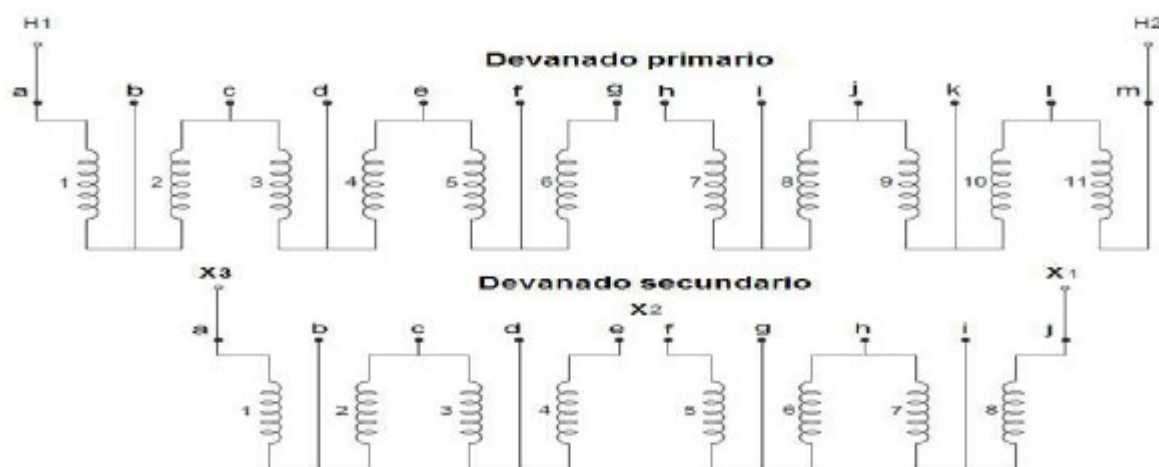 H1 H2
Devanado primario
a b c d e f g h i j k l m
1 2 3 4 5 6 7 8 9 10 11
X3 Devanado secundario X1
X2
a b c d e f g h i j
1 2 3 4 5 6 7 8